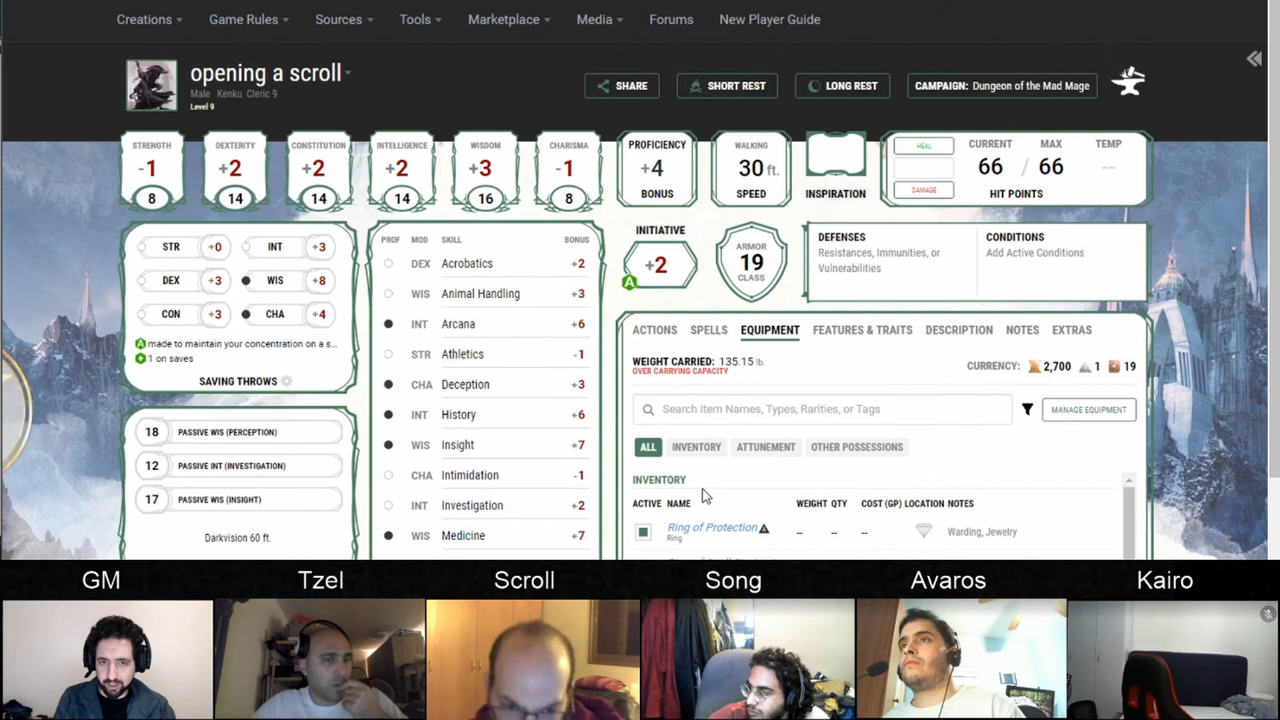 Creations Game Rules Sources Tools Marketplace Media Forums New Player Guide
opening a scroll
Male Kenku Cleric 9
Level 9
SHARE
SHORT REST
LONG REST
CAMPAIGN: Dungeon of the Mad Mage
STRENGTH
-1
8
DEXTERITY
+2
14
CONSTITUTION
+2
14
INTELLIGENCE
+2
14
WISDOM
+3
16
CHARISMA
-1
8
PROFICIENCY
+4
BONUS
WALKING
30 ft.
SPEED
INSPIRATION
HEAL
DAMAGE
CURRENT MAX TEMP
66 / 66 --
HIT POINTS
STR +0 INT +3
DEX +3 WIS +8
CON +3 CHA +4
A made to maintain your concentration on a s...
1 on saves
SAVING THROWS
18 PASSIVE WIS (PERCEPTION)
12 PASSIVE INT (INVESTIGATION)
17 PASSIVE WIS (INSIGHT)
Darkvision 60 ft.
PROF MOD SKILL BONUS
DEX Acrobatics +2
WIS Animal Handling +3
INT Arcana +6
STR Athletics -1
CHA Deception +3
INT History +6
WIS Insight +7
CHA Intimidation -1
INT Investigation +2
WIS Medicine +7
INITIATIVE
+2
A
ARMOR
19
CLASS
DEFENSES
Resistances, Immunities, or
Vulnerabilities
CONDITIONS
Add Active Conditions
ACTIONS SPELLS EQUIPMENT FEATURES & TRAITS DESCRIPTION NOTES EXTRAS
WEIGHT CARRIED: 135.15 lb.
OVER CARRYING CAPACITY
CURRENCY: 2,700 1 19
Search Item Names, Types, Rarities, or Tags
MANAGE EQUIPMENT
ALL INVENTORY ATTUNEMENT OTHER POSSESSIONS
INVENTORY
ACTIVE NAME WEIGHT QTY COST (GP) LOCATION NOTES
Ring of Protection -- -- -- Warding, Jewelry
Ring
GM Tzel Scroll Song Avaros Kairo